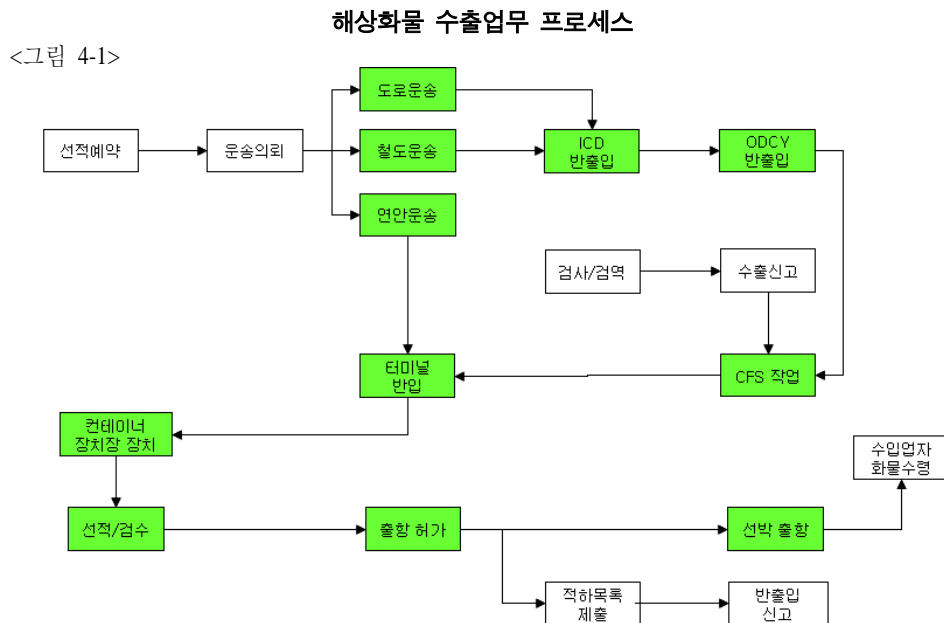 해상화물 수출업무 프로세스
<그림 4-1>
도로운송
선적예약
운송의뢰
철도운송
ICD
반출입
ODCY
반출입
연안운송
검사/검역
수출신고
터미널
반입
CFS 작업
컨테이너
장치장 장치
수입업자
화물수령
선적/검수
출항 허가
선박 출항
적하목록
제출
반출입
신고